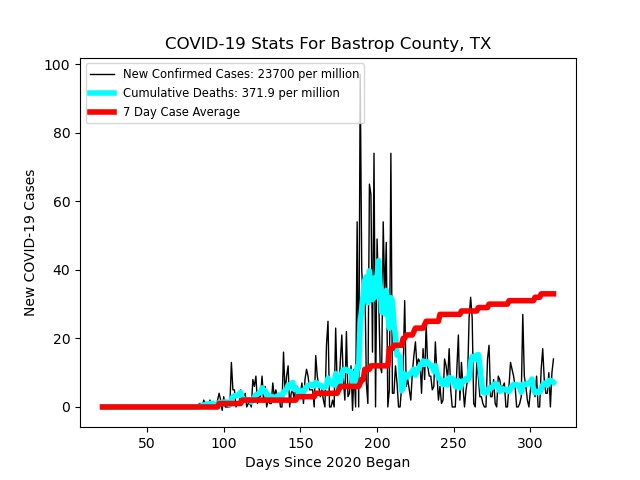 COVID-19 Stats For Bastrop County, TX
New Confirmed Cases: 23700 per million
Cumulative Deaths: 371.9 per million
7 Day Case Average
New COVID-19 Cases
100
80
60
40
20
0
50 100 150 200 250 300
Days Since 2020 Began